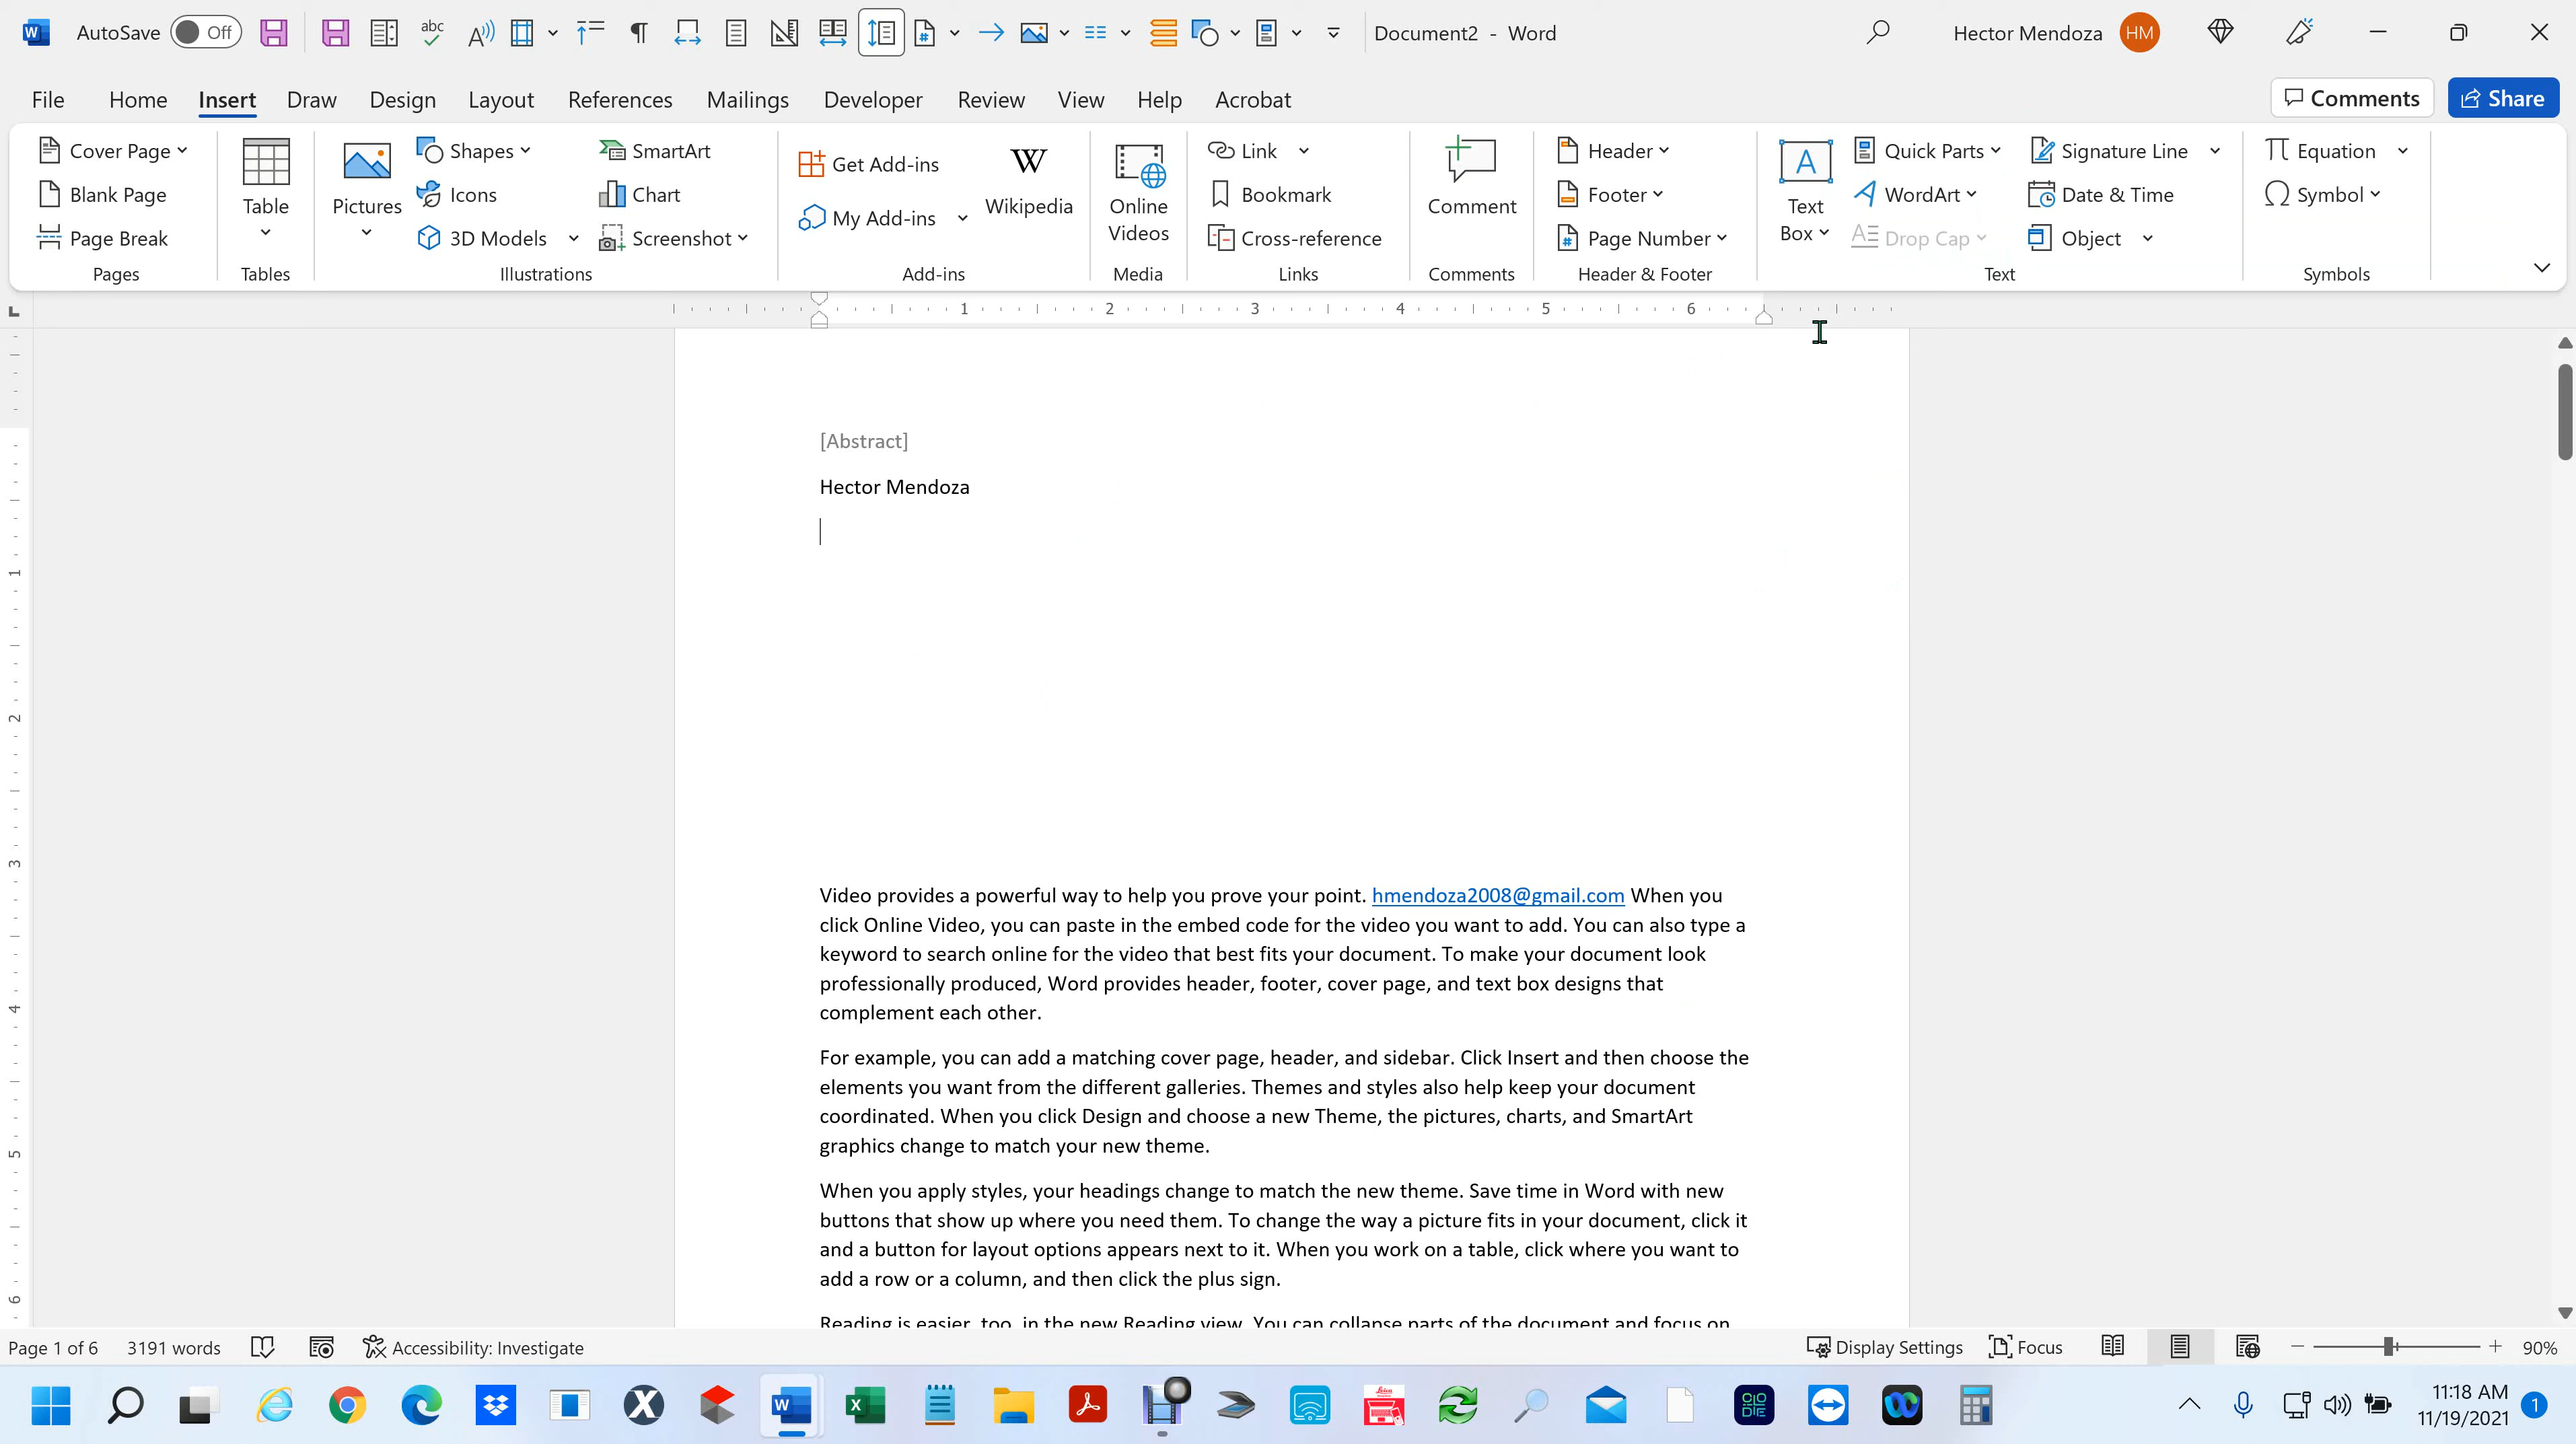 AutoSave Off Document2 - Word Hector Mendoza HM
File Home Insert Draw Design Layout References Mailings Developer Review View Help Acrobat Comments Share
Cover Page
Blank Page
Page Break
Pages
Table
Tables
Pictures
Shapes
Icons
3D Models
SmartArt
Chart
Screenshot
Illustrations
Get Add-ins
My Add-ins
W
Wikipedia
Add-ins
Online
Videos
Media
Link
Bookmark
Cross-reference
Links
Comment
Comments
Header
Footer
Page Number
Header & Footer
A
Text
Box
Quick Parts
WordArt
Drop Cap
Signature Line
Date & Time
Object
Text
Equation
Symbol
Symbols
1 2 3 4 5 6
[Abstract]
Hector Mendoza
1
2
3
4
5
6
Video provides a powerful way to help you prove your point. hmendoza2008@gmail.com When you
click Online Video, you can paste in the embed code for the video you want to add. You can also type a
keyword to search online for the video that best fits your document. To make your document look
professionally produced, Word provides header, footer, cover page, and text box designs that
complement each other.
For example, you can add a matching cover page, header, and sidebar. Click Insert and then choose the
elements you want from the different galleries. Themes and styles also help keep your document
coordinated. When you click Design and choose a new Theme, the pictures, charts, and SmartArt
graphics change to match your new theme.
When you apply styles, your headings change to match the new theme. Save time in Word with new
buttons that show up where you need them. To change the way a picture fits in your document, click it
and a button for layout options appears next to it. When you work on a table, click where you want to
add a row or a column, and then click the plus sign.
Reading is easier, too, in the new Reading view. You can collapse parts of the document and focus on
Page 1 of 6 3191 words Accessibility: Investigate Display Settings Focus 90%
11:18 AM
11/19/2021
1